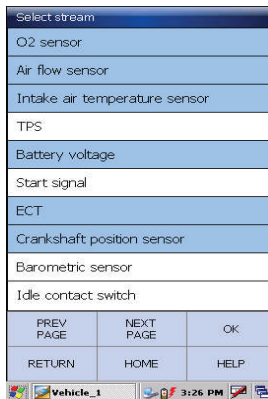 Select stream
O2 sensor
Air flow sensor
Intake air temperature sensor
TPS
Battery voltage
Start signal
ECT
Crankshaft position sensor
Barometric sensor
Idle contact switch
PREV PAGE
NEXT PAGE
OK
RETURN
HOME
HELP
Vehicle_1
3:26 PM